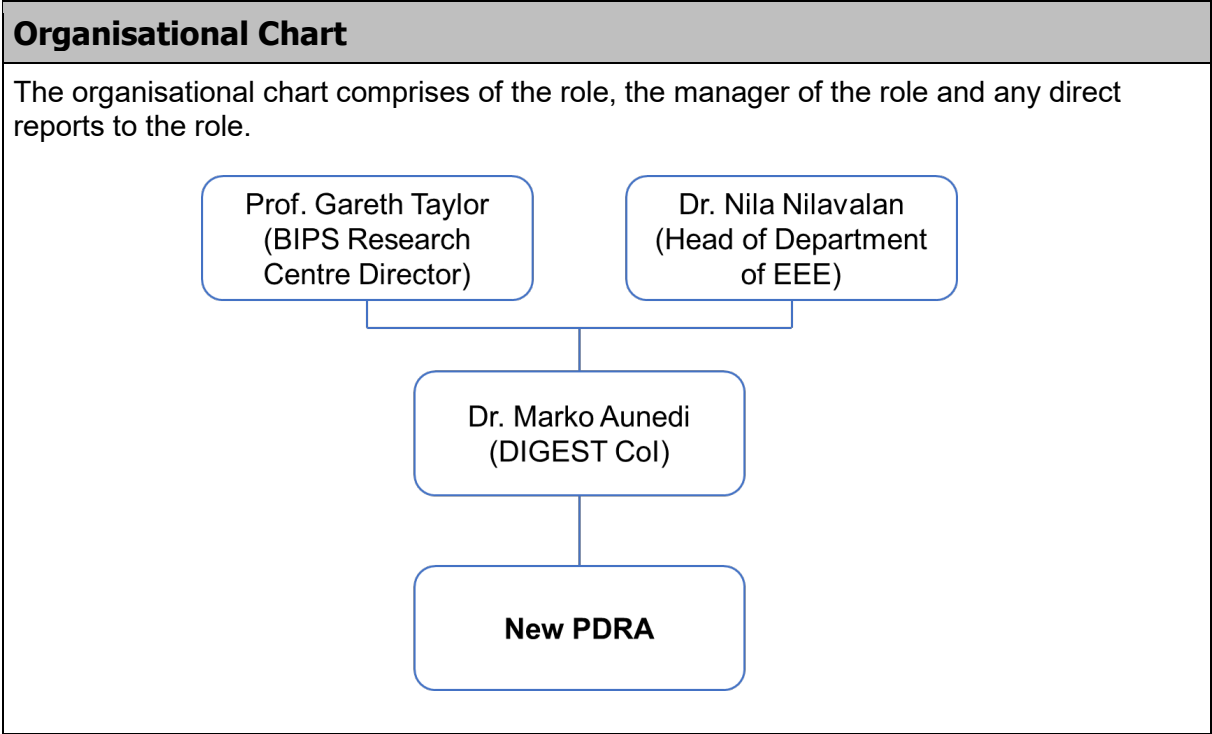 Organisational Chart
The organisational chart comprises of the role, the manager of the role and any direct
reports to the role.
Prof. Gareth Taylor
(BIPS Research
Centre Director)
Dr. Nila Nilavalan
(Head of Department
of EEE)
Dr. Marko Aunedi
(DIGEST CoI)
New PDRA